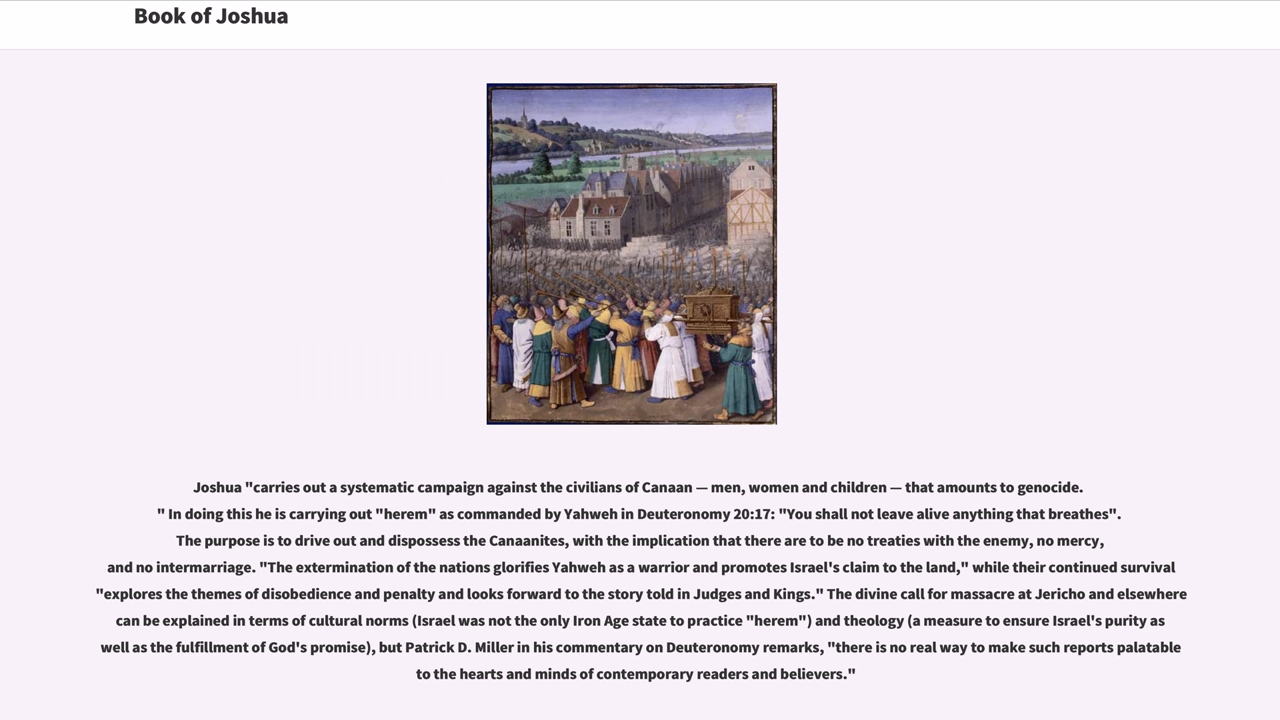 Book of Joshua
Joshua "carries out a systematic campaign against the civilians of Canaan — men, women and children — that amounts to genocide.
" In doing this he is carrying out "herem" as commanded by Yahweh in Deuteronomy 20:17: "You shall not leave alive anything that breathes".
The purpose is to drive out and dispossess the Canaanites, with the implication that there are to be no treaties with the enemy, no mercy,
and no intermarriage. "The extermination of the nations glorifies Yahweh as a warrior and promotes Israel's claim to the land," while their continued survival
"explores the themes of disobedience and penalty and looks forward to the story told in Judges and Kings." The divine call for massacre at Jericho and elsewhere
can be explained in terms of cultural norms (Israel was not the only Iron Age state to practice "herem") and theology (a measure to ensure Israel's purity as
well as the fulfillment of God's promise), but Patrick D. Miller in his commentary on Deuteronomy remarks, "there is no real way to make such reports palatable
to the hearts and minds of contemporary readers and believers."